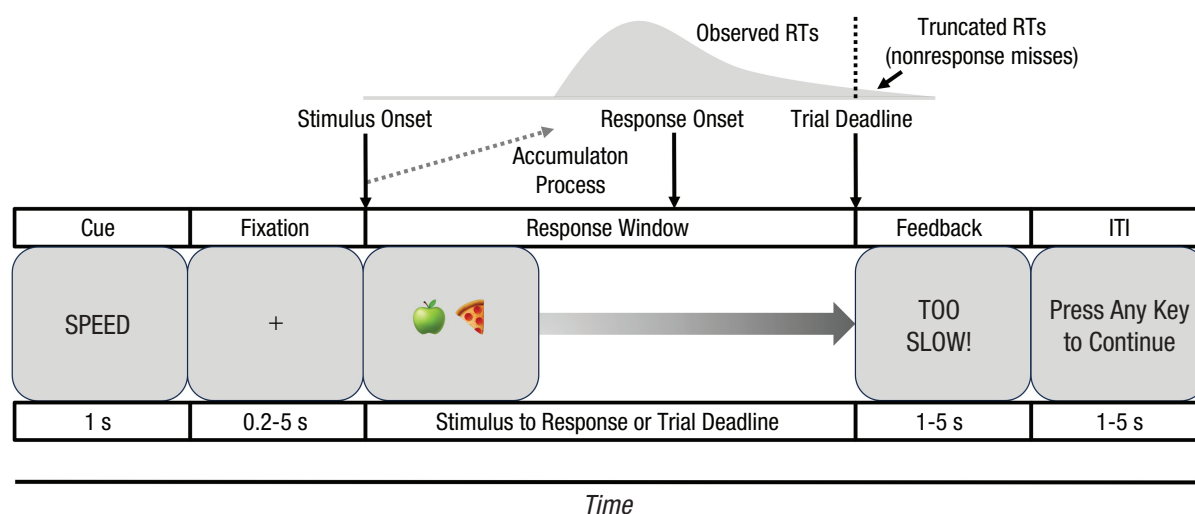 Observed RTs
Truncated RTs
(nonresponse misses)
Stimulus Onset
Response Onset
Trial Deadline
Accumulaton
Process
Cue
Fixation
Response Window
Feedback
ITI
SPEED
+
TOO
SLOW!
Press Any Key
to Continue
1 s
0.2-5 s
Stimulus to Response or Trial Deadline
1-5 s
1-5 s
Time